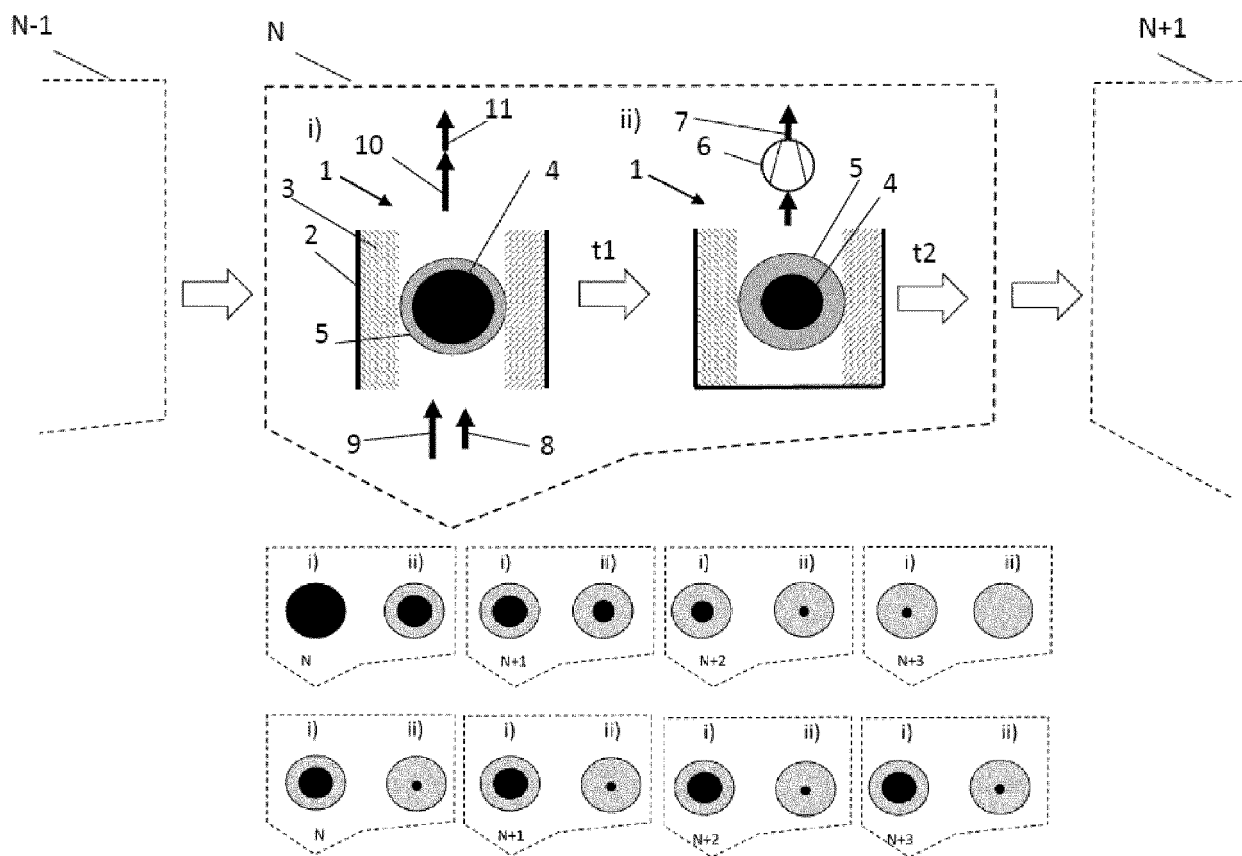 N-1
N
N+1
i)
11
10
1
3
4
2
5
9
8
t1
ii)
7
6
1
5
4
t2
i) ii) i) ii) i) ii) i) ii)
N N+1 N+2 N+3
i) ii) i) ii) i) ii) i) ii)
N N+1 N+2 N+3